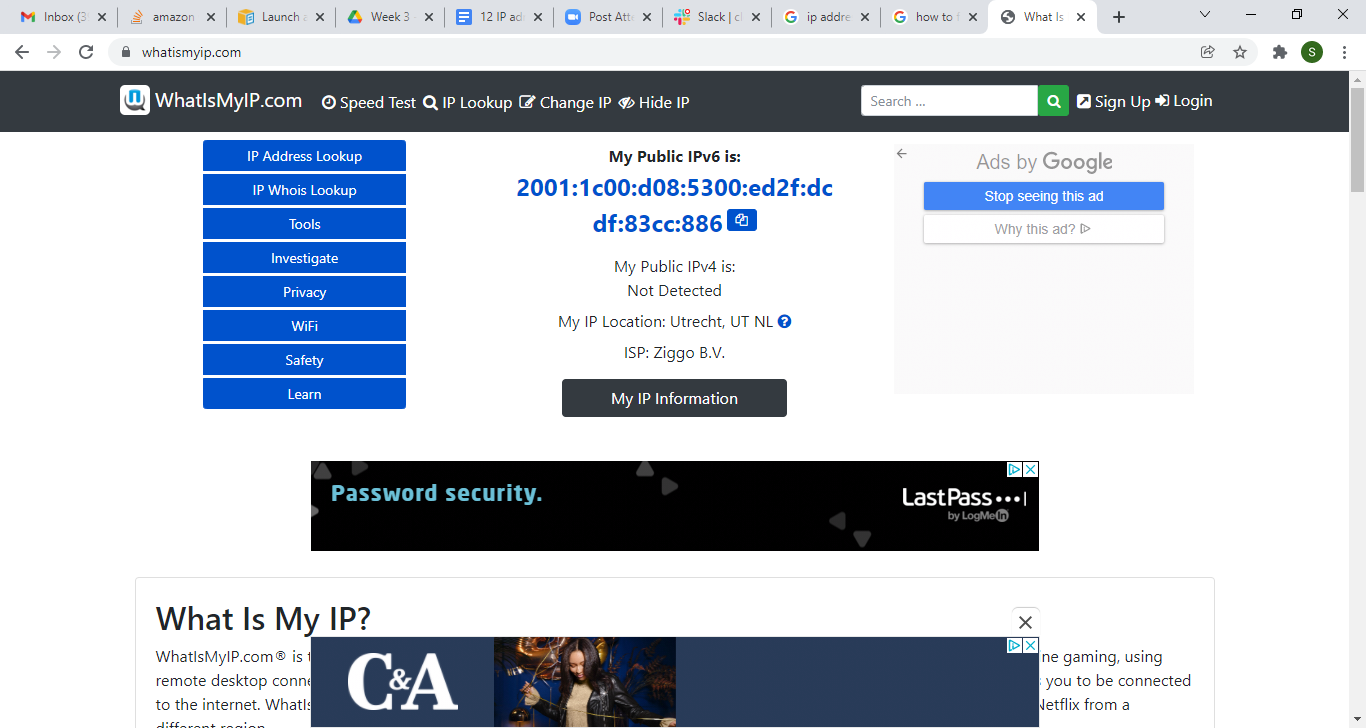 Inbox (3
amazon
Launch a
Week 3
12 IP ad
Post Atte
Slack | cl
ip addre
how to f
What Is
whatismyip.com
S
WhatIsMyIP.com Speed Test IP Lookup Change IP Hide IP
Search ...
Sign Up Login
IP Address Lookup
IP Whois Lookup
Tools
Investigate
Privacy
WiFi
Safety
Learn
My Public IPv6 is:
2001:1c00:d08:5300:ed2f:dc
df:83cc:886
My Public IPv4 is:
Not Detected
My IP Location: Utrecht, UT NL
ISP: Ziggo B.V.
My IP Information
Ads by Google
Stop seeing this ad
Why this ad?
Password security.
LastPass
by LogMeIn
What Is My IP?
WhatIsMyIP.com® is ne gaming, using
remote desktop conne you to be connected
to the internet. WhatIs Netflix from a
different region
C&A